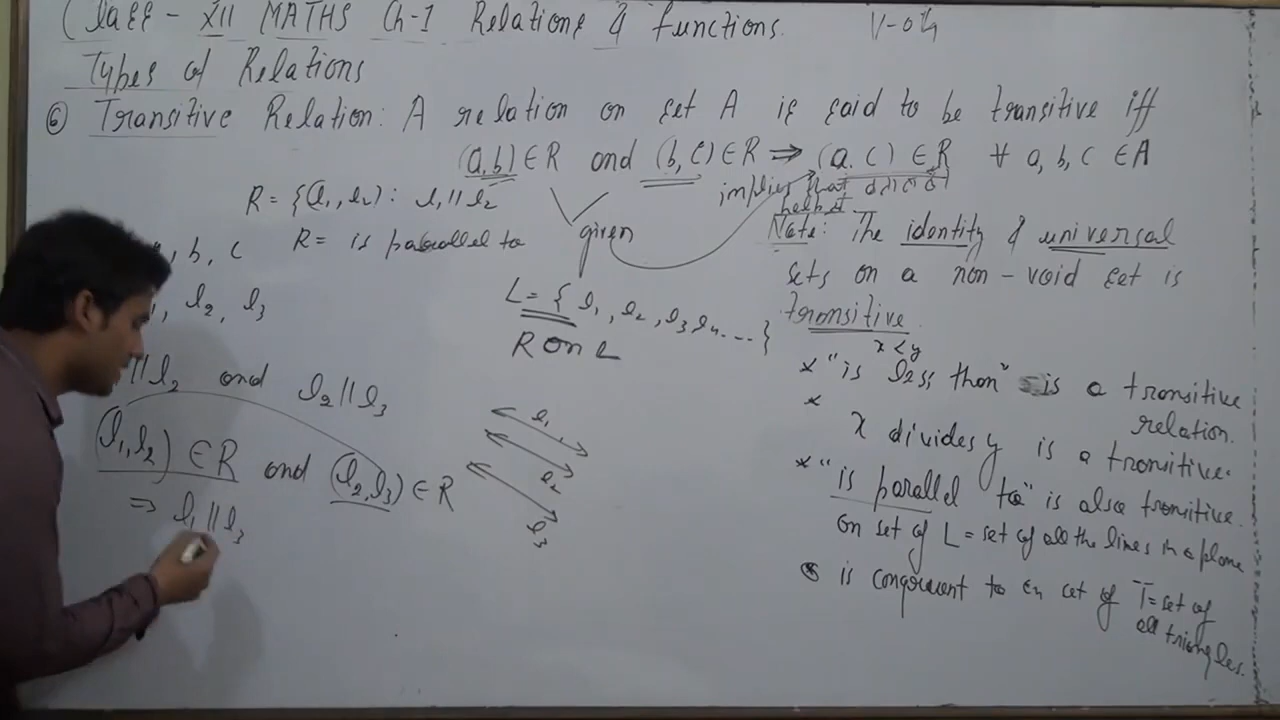 Class - XII MATHS Ch-1 Relations & functions. V-04
Types of Relations
⑥ Transitive Relation: A relation on set A is said to be transitive iff
(a,b) ∈ R and (b,c) ∈ R ⇒ (a,c) ∈ R ∀ a, b, c ∈ A
implies that
R = {(l₁, l₂) : l₁ || l₂
R = is parallel to
given
, b, c
, l₂, l₃
L = { l₁, l₂, l₃, l₄, ... }
R on L
|| l₂ and l₂ || l₃
(l₁, l₂) ∈ R and (l₂, l₃) ∈ R
⇒ l₁ || l₃
l₁
l₂
l₃
Note: The identity & universal
sets on a non-void set is
transitive
x < y
* "is less than" is a transitive
relation.
*
x divides y is a transitive.
* "is parallel to" is also transitive.
on set of L = set of all the lines in a plane
is congruent to on set of T = set of
all triangles.